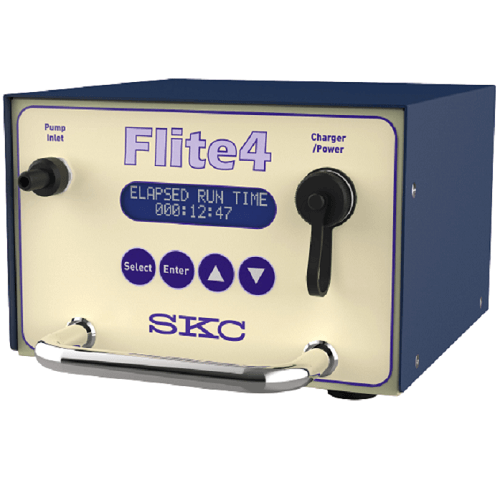 Pump
Inlet
Flite4
Charger
/Power
ELAPSED RUN TIME
000:12:47
Select
Enter
SKC